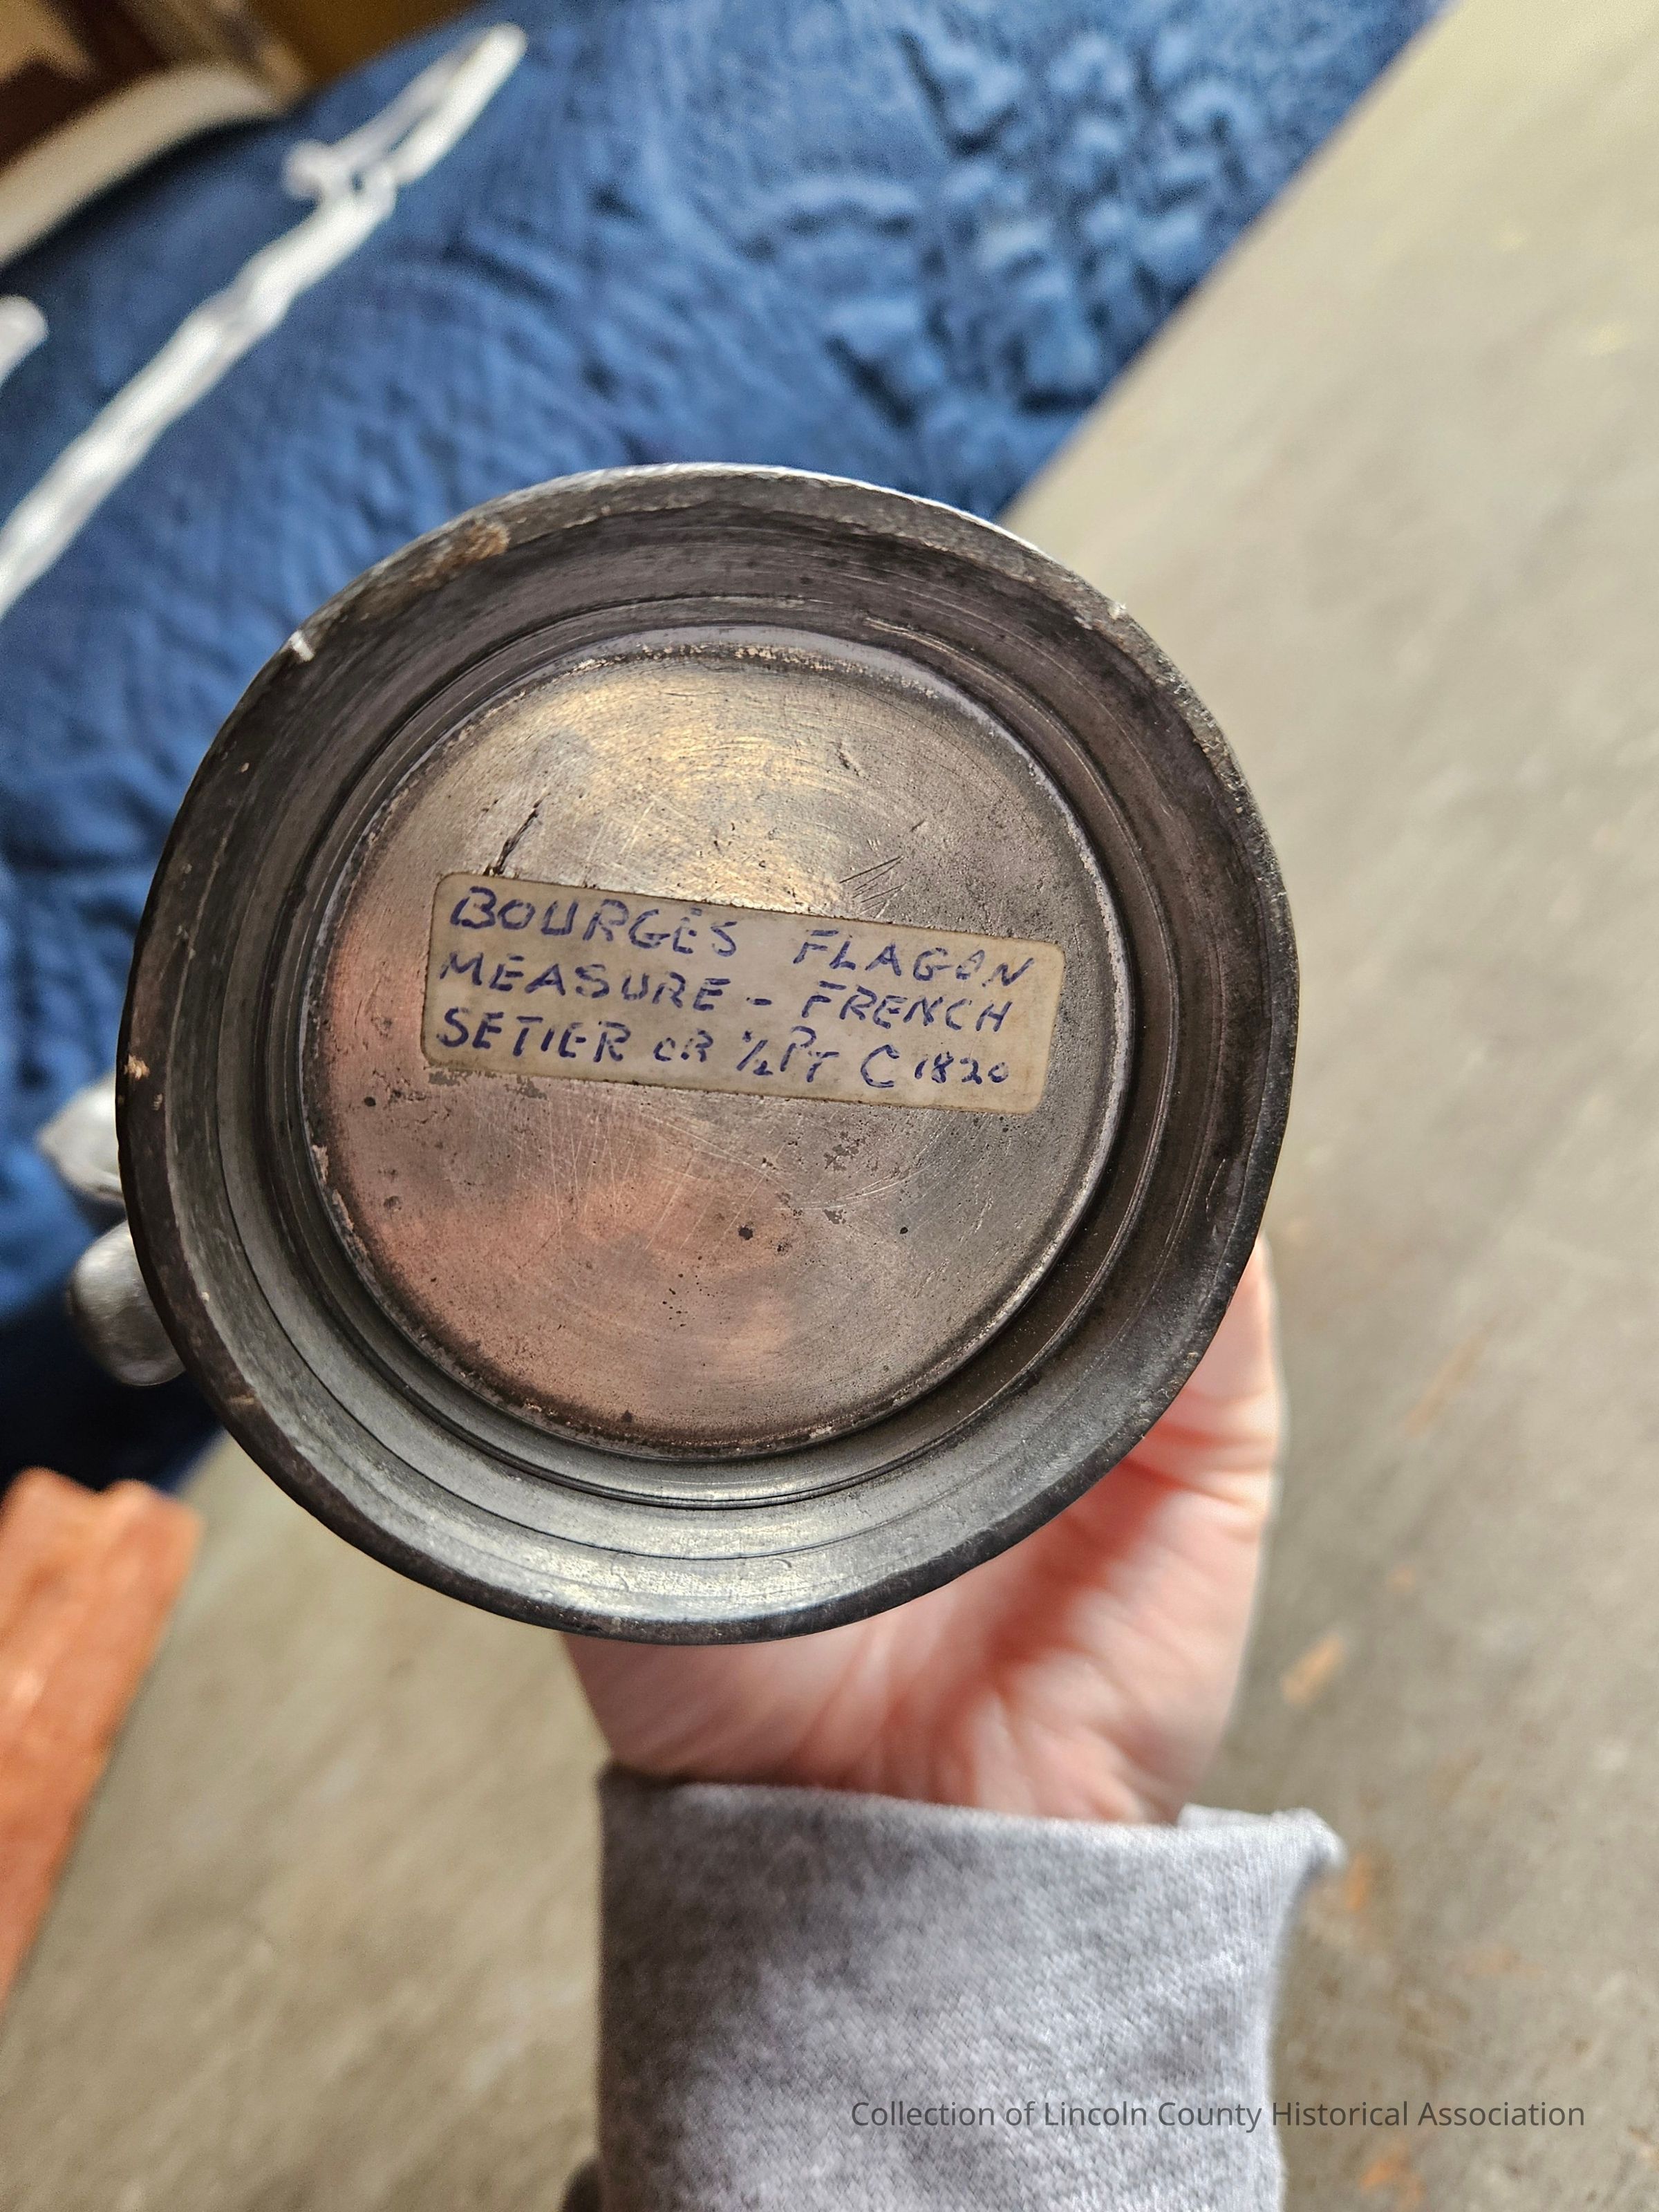 BOURGES FLAGON
MEASURE - FRENCH
SETIER OR ½ PT C 1820
Collection of Lincoln County Historical Association